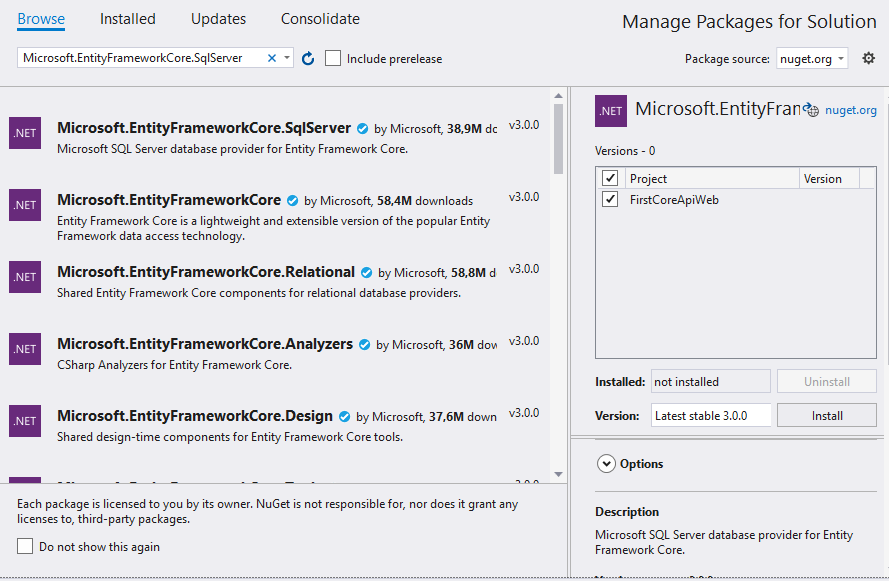 Browse Installed Updates Consolidate
Manage Packages for Solution
Microsoft.EntityFrameworkCore.SqlServer
Include prerelease
Package source: nuget.org
.NET
Microsoft.EntityFrameworkCore.SqlServer by Microsoft, 38,9M dc
v3.0.0
Microsoft SQL Server database provider for Entity Framework Core.
.NET
Microsoft.EntityFrameworkCore by Microsoft, 58,4M downloads
v3.0.0
Entity Framework Core is a lightweight and extensible version of the popular Entity
Framework data access technology.
.NET
Microsoft.EntityFrameworkCore.Relational by Microsoft, 58,8M d
v3.0.0
Shared Entity Framework Core components for relational database providers.
.NET
Microsoft.EntityFrameworkCore.Analyzers by Microsoft, 36M dow
v3.0.0
CSharp Analyzers for Entity Framework Core.
.NET
Microsoft.EntityFrameworkCore.Design by Microsoft, 37,6M down
v3.0.0
Shared design-time components for Entity Framework Core tools.
Each package is licensed to you by its owner. NuGet is not responsible for, nor does it grant any
licenses to, third-party packages.
Do not show this again
.NET
Microsoft.EntityFram nuget.org
Versions - 0
Project Version
FirstCoreApiWeb
Installed: not installed Uninstall
Version: Latest stable 3.0.0 Install
Options
Description
Microsoft SQL Server database provider for Entity
Framework Core.